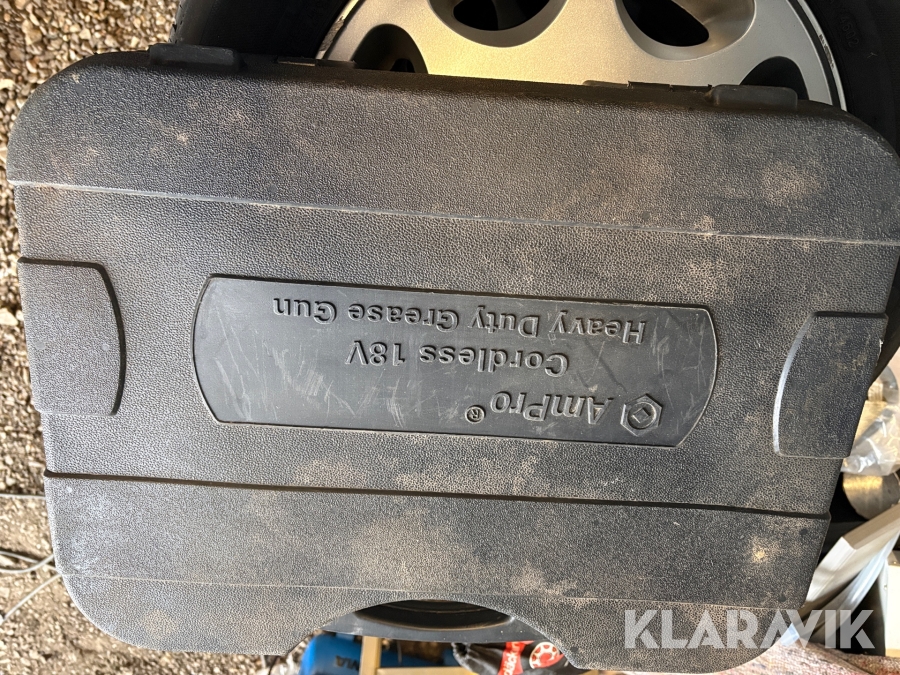 AmPro®
Cordless 18V
Heavy Duty Grease Gun
KLARAVIK